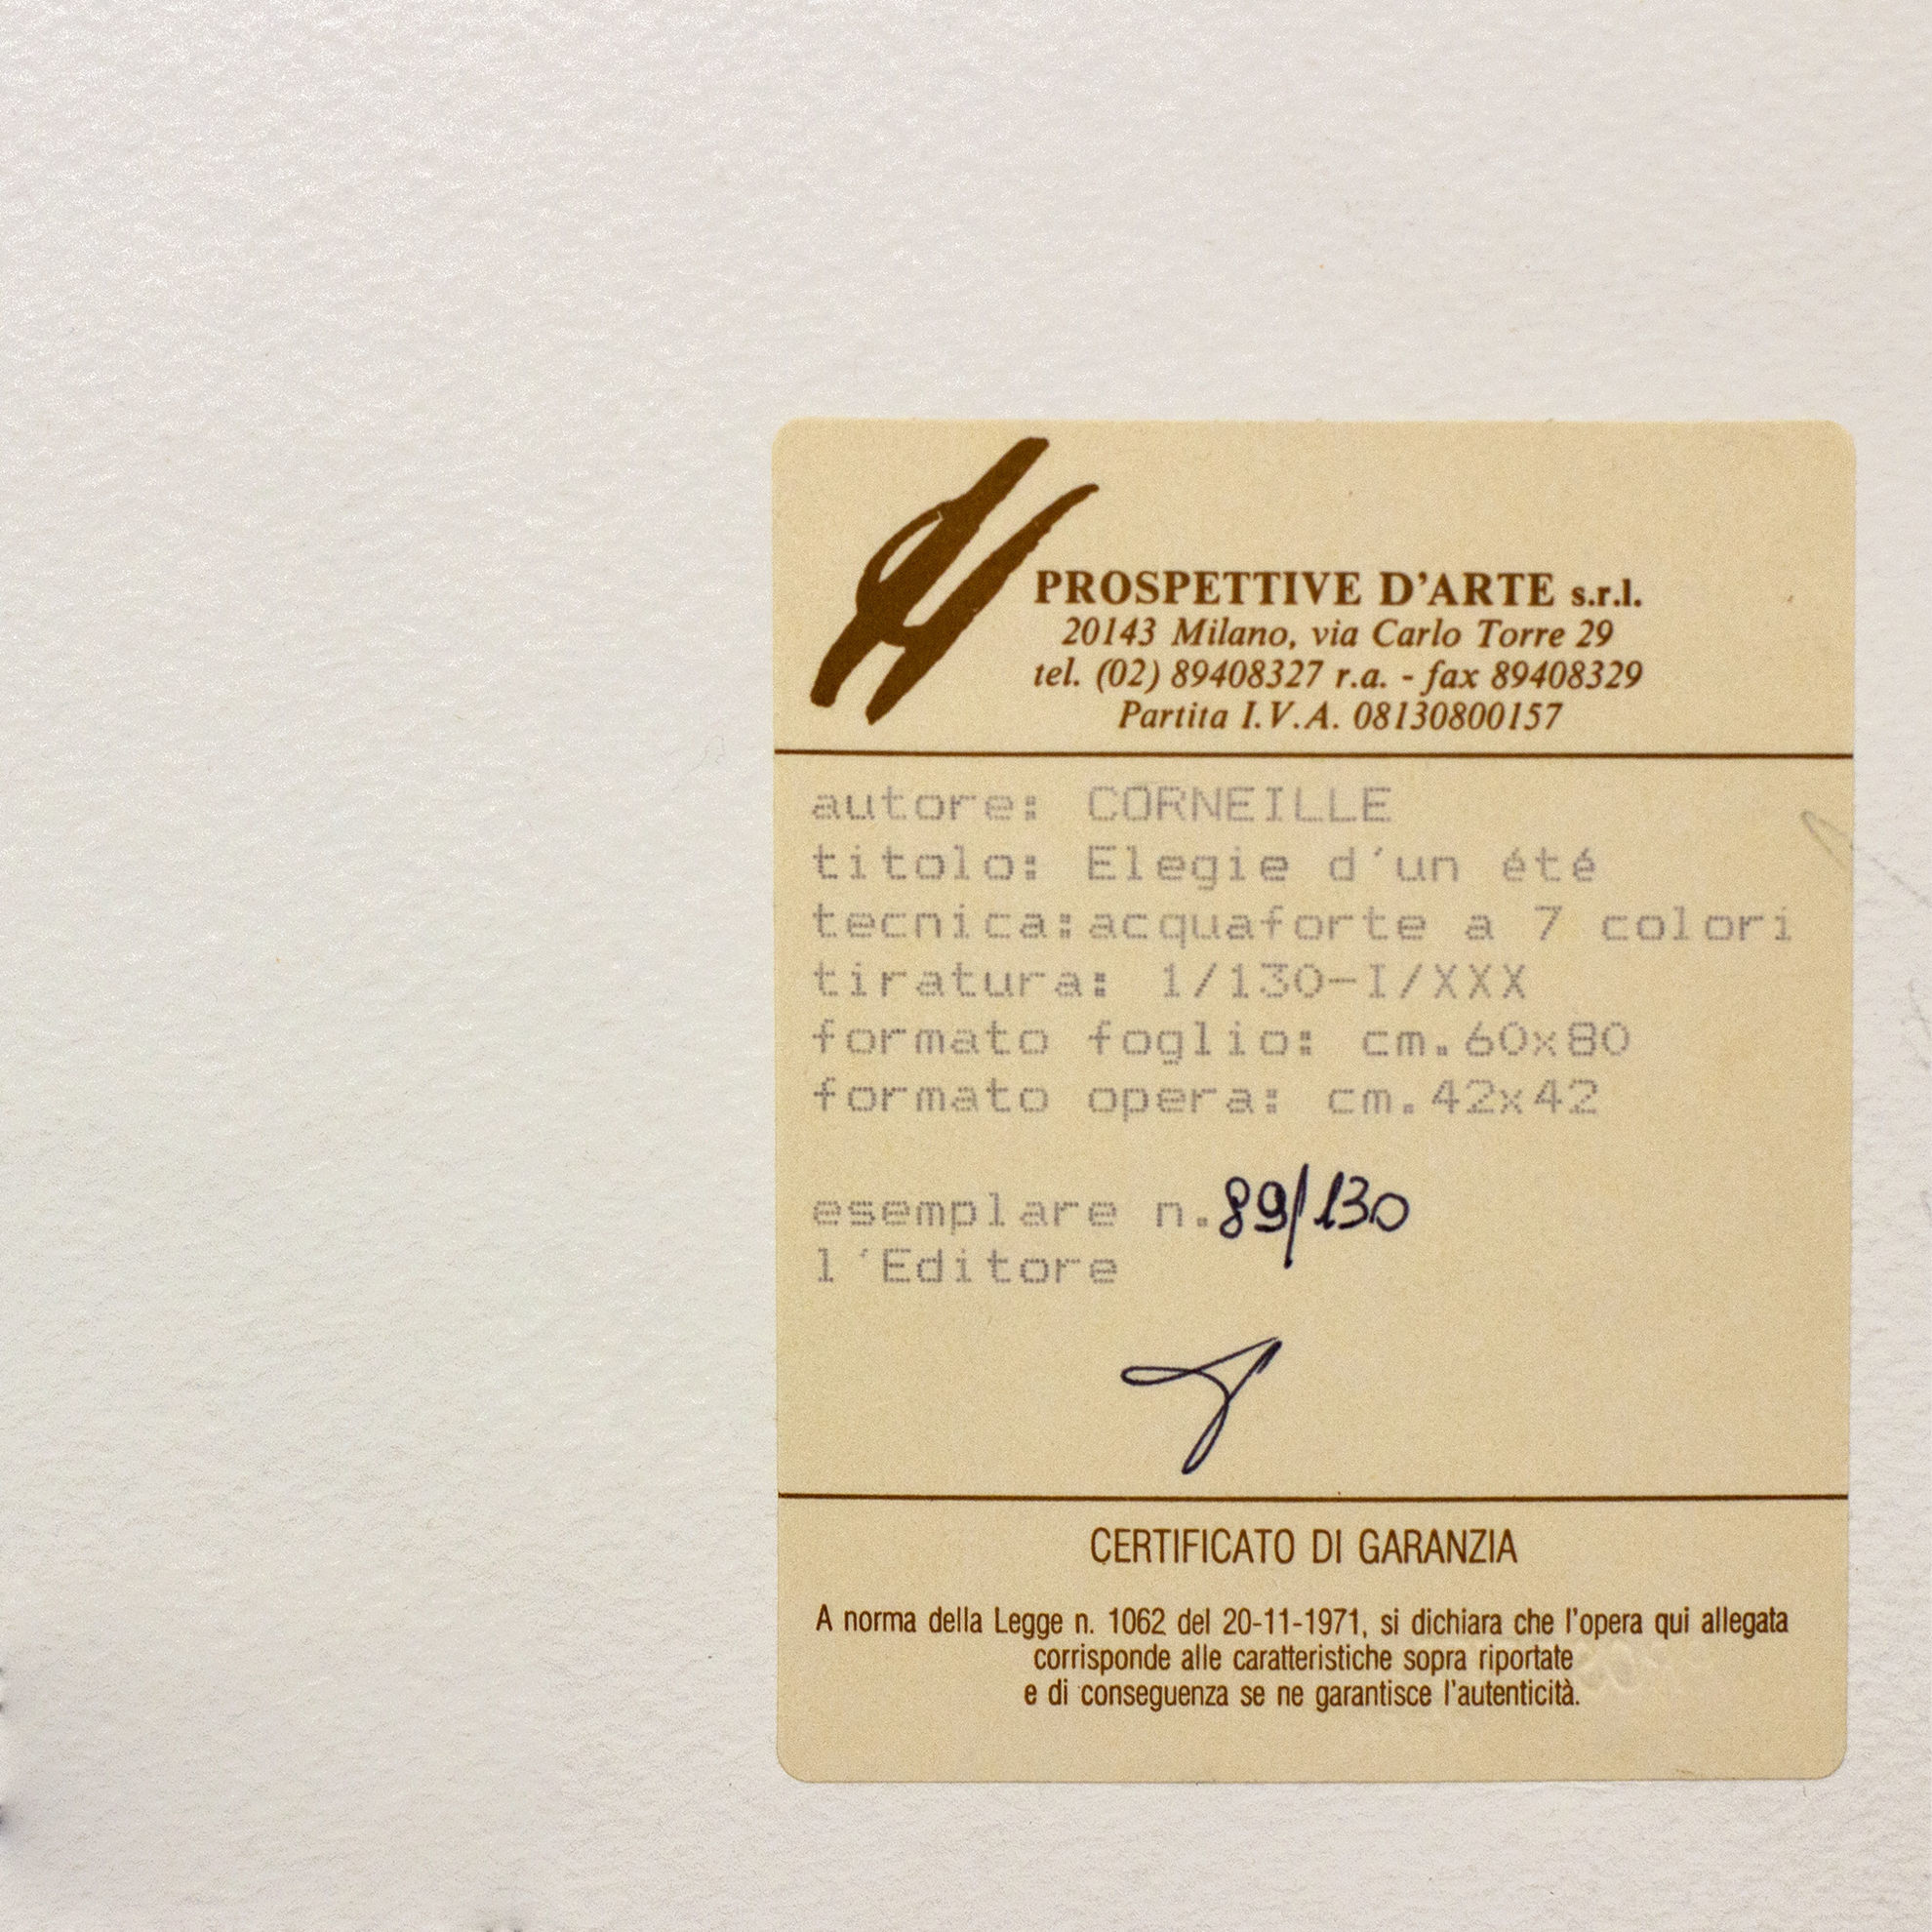 PROSPETTIVE D'ARTE s.r.l.
20143 Milano, via Carlo Torre 29
tel. (02) 89408327 r.a. - fax 89408329
Partita I.V.A. 08130800157
autore: CORNEILLE
titolo: Elegie d'un été
tecnica:acquaforte a 7 colori
tiratura: 1/130-I/XXX
formato foglio: cm.60x80
formato opera: cm.42x42
esemplare n.89/130
l'Editore
CERTIFICATO DI GARANZIA
A norma della Legge n. 1062 del 20-11-1971, si dichiara che l'opera qui allegata
corrisponde alle caratteristiche sopra riportate
e di conseguenza se ne garantisce l'autenticità.